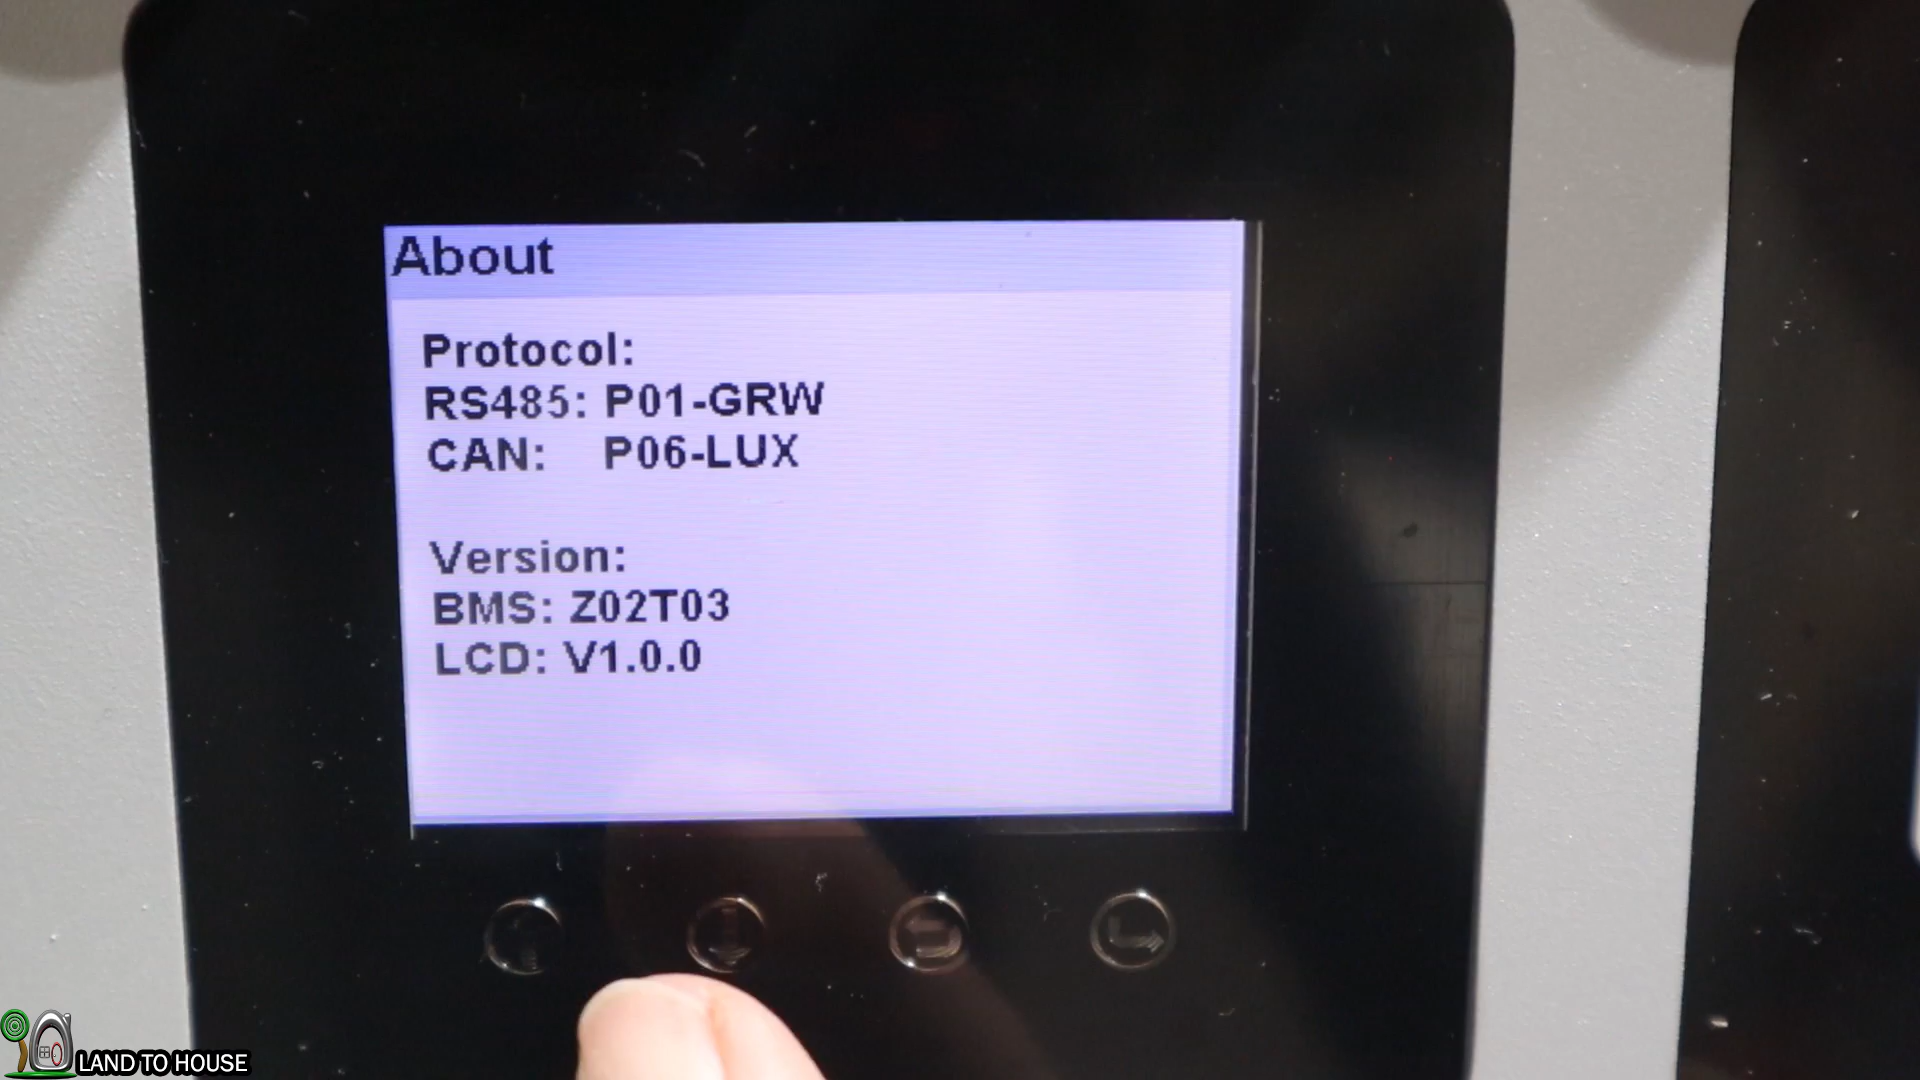 About
Protocol:
RS485: P01-GRW
CAN: P06-LUX
Version:
BMS: Z02T03
LCD: V1.0.0
LAND TO HOUSE